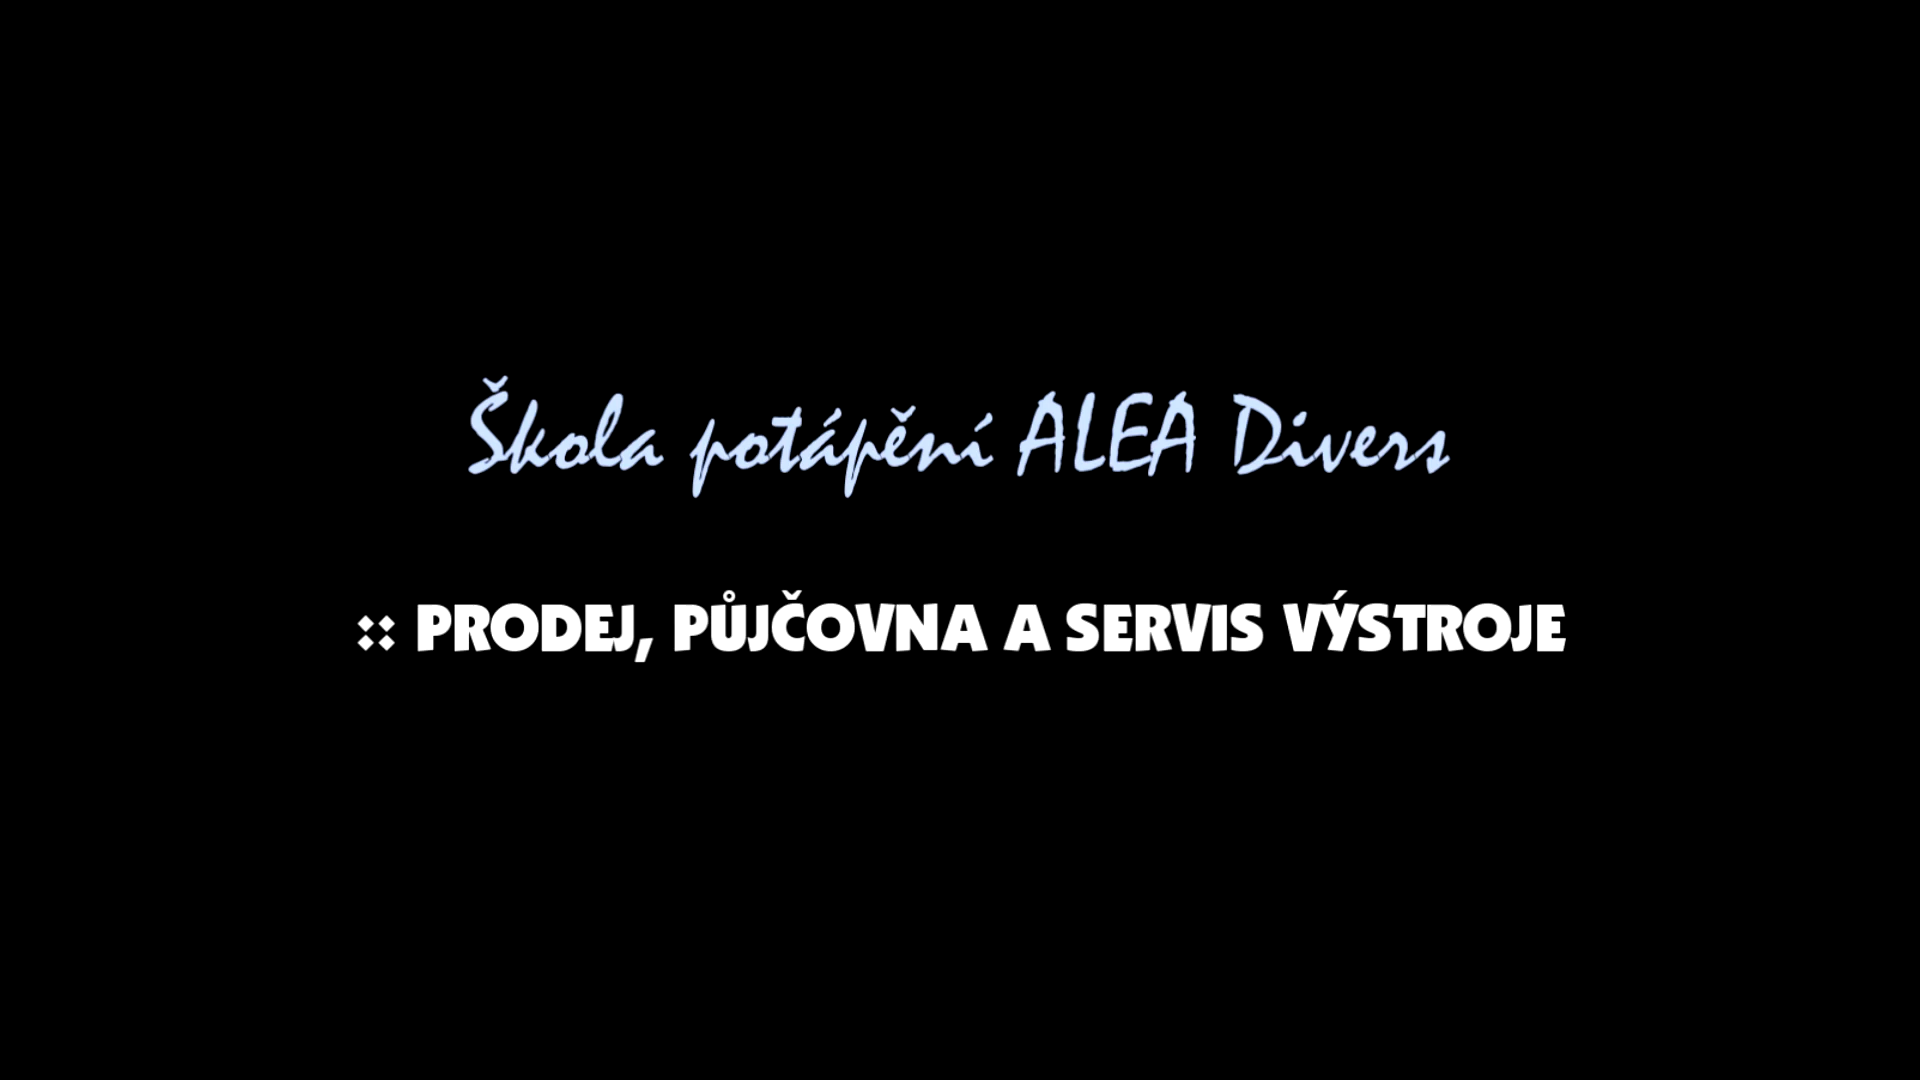 Škola potápění ALEA Divers
:: PRODEJ, PŮJČOVNA A SERVIS VÝSTROJE